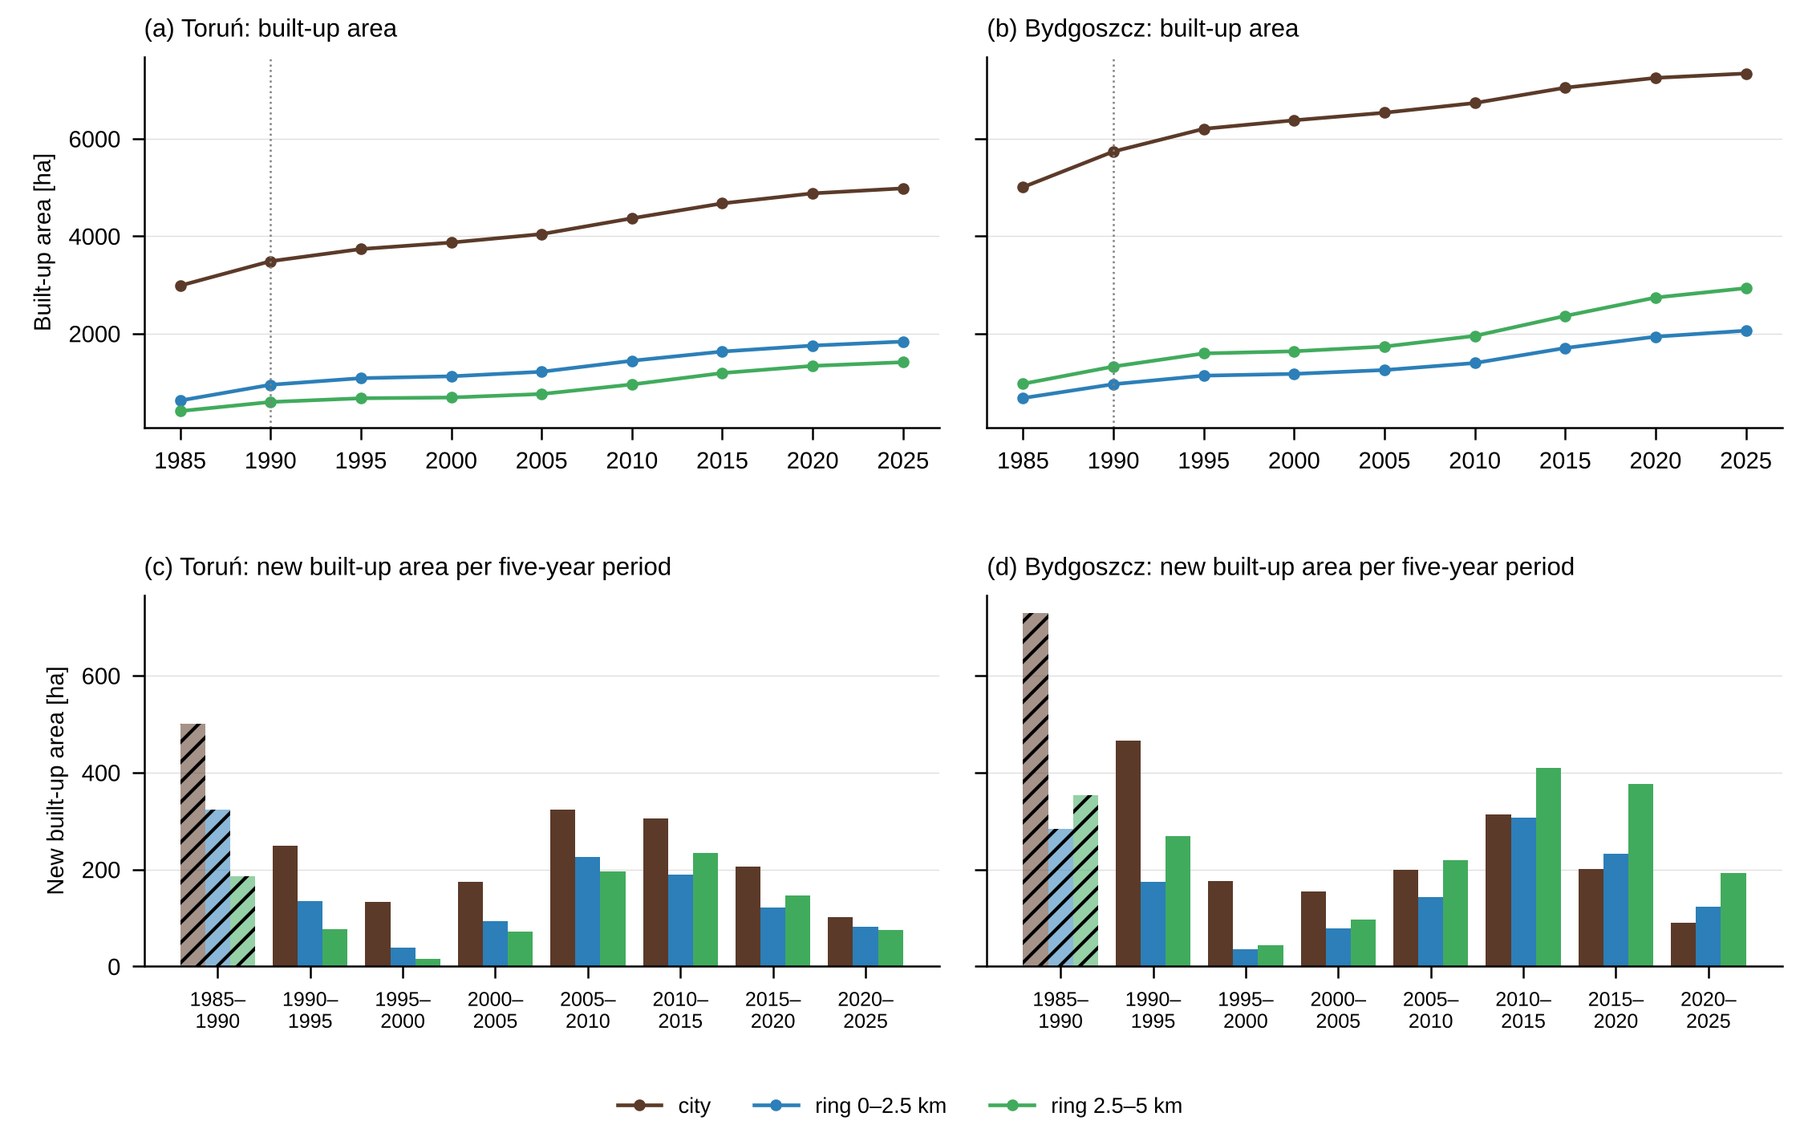 (a) Toruń: built-up area
Built-up area [ha]
6000
4000
2000
1985 1990 1995 2000 2005 2010 2015 2020 2025
(b) Bydgoszcz: built-up area
1985 1990 1995 2000 2005 2010 2015 2020 2025
(c) Toruń: new built-up area per five-year period
New built-up area [ha]
600
400
200
0
1985– 1990– 1995– 2000– 2005– 2010– 2015– 2020–
1990 1995 2000 2005 2010 2015 2020 2025
(d) Bydgoszcz: new built-up area per five-year period
1985– 1990– 1995– 2000– 2005– 2010– 2015– 2020–
1990 1995 2000 2005 2010 2015 2020 2025
city ring 0–2.5 km ring 2.5–5 km